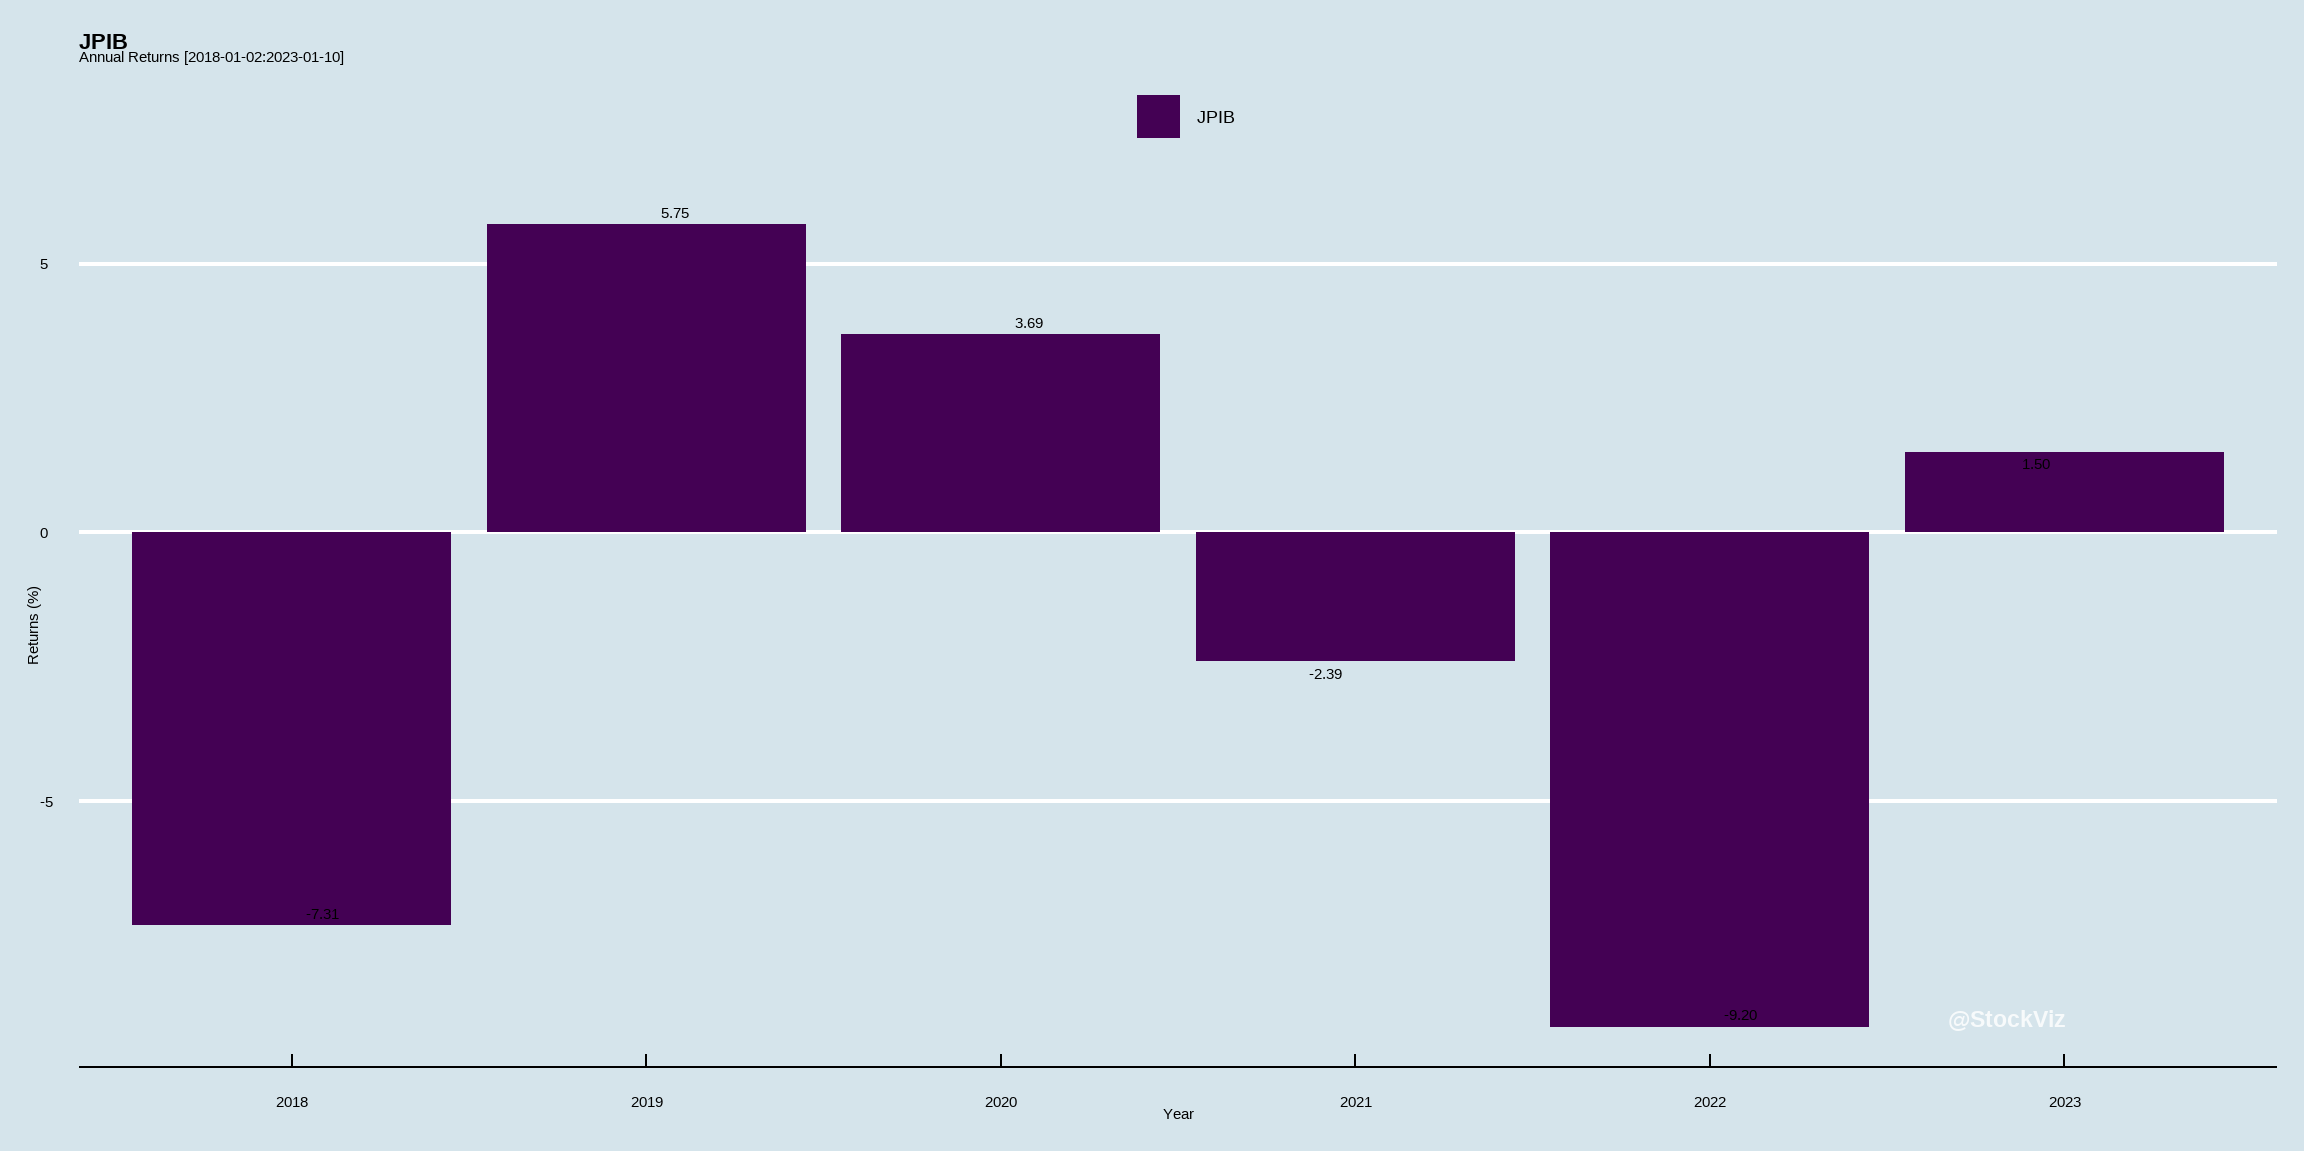 JPIB
Annual Returns [2018-01-02:2023-01-10]
JPIB
5.75
5
3.69
1.50
0
Returns (%)
-2.39
-5
-7.31
-9.20
@StockViz
2018 2019 2020 2021 2022 2023
Year